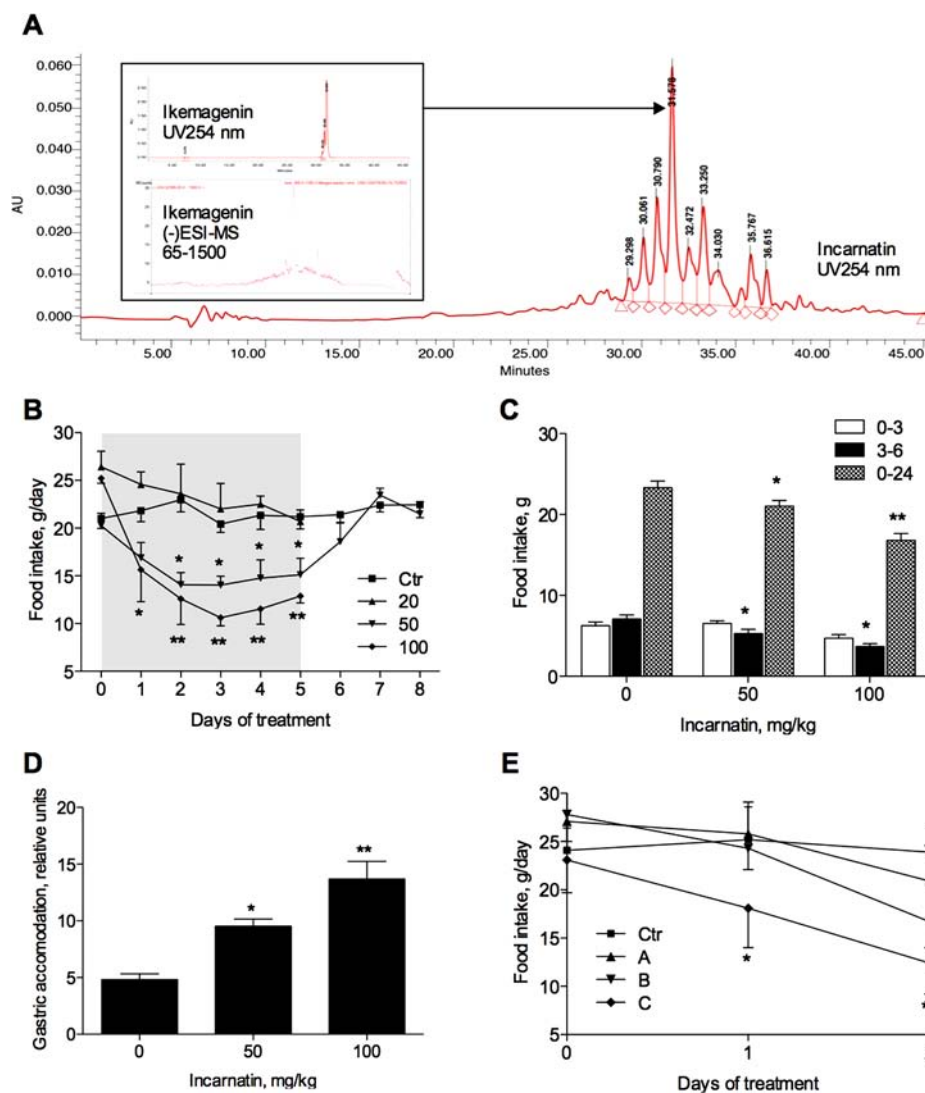 A
0.060
0.050
0.040
0.030
0.020
0.010
0.000
AU
Ikemagenin
UV254 nm
Ikemagenin
(-)ESI-MS
65-1500
29.298
30.061
30.790
31.570
32.472
33.250
34.030
35.767
36.615
Incarnatin
UV254 nm
5.00 10.00 15.00 20.00 25.00 30.00 35.00 40.00 45.00
Minutes
B
30
25
20
15
10
5
Food intake, g/day
* * * *
* ** ** ** **
Ctr
20
50
100
0 1 2 3 4 5 6 7 8
Days of treatment
C
30
20
10
0
Food intake, g
0-3
3-6
0-24
* * * **
0 50 100
Incarnatin, mg/kg
D
20
15
10
5
0
Gastric accomodation, relative units
* **
0 50 100
Incarnatin, mg/kg
E
30
25
20
15
10
5
Food intake, g/day
Ctr
A
B
C
*
0 1
Days of treatment